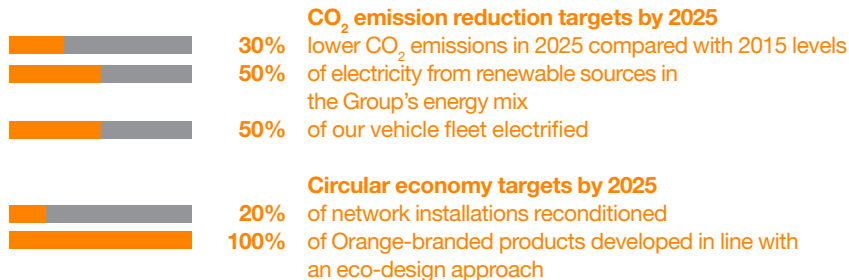 CO₂ emission reduction targets by 2025
30% lower CO₂ emissions in 2025 compared with 2015 levels
50% of electricity from renewable sources in
the Group's energy mix
50% of our vehicle fleet electrified
Circular economy targets by 2025
20% of network installations reconditioned
100% of Orange-branded products developed in line with
an eco-design approach